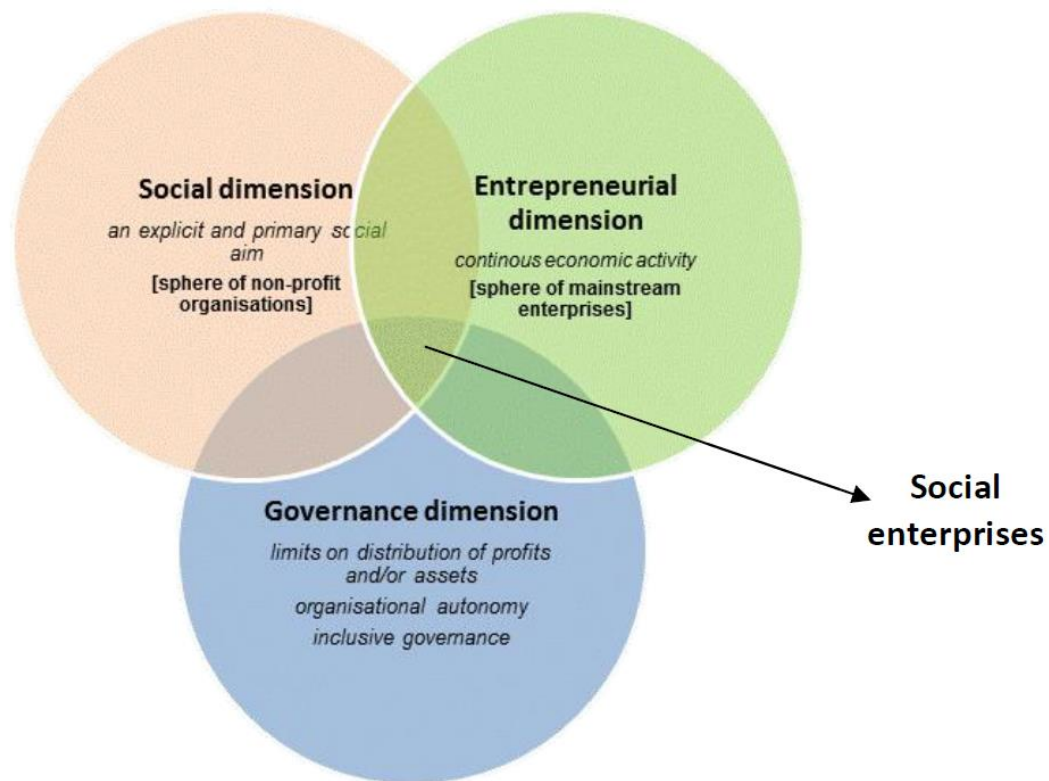 Social dimension
an explicit and primary social
aim
[sphere of non-profit
organisations]
Entrepreneurial
dimension
continous economic activity
[sphere of mainstream
enterprises]
Governance dimension
limits on distribution of profits
and/or assets
organisational autonomy
inclusive governance
Social
enterprises